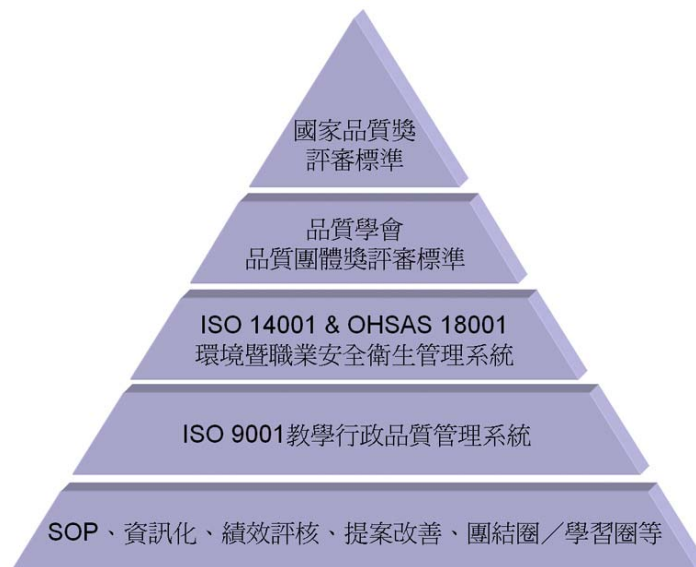 國家品質獎
評審標準
品質學會
品質團體獎評審標準
ISO 14001 & OHSAS 18001
環境暨職業安全衛生管理系統
ISO 9001教學行政品質管理系統
SOP、資訊化、績效評核、提案改善、團結圈／學習圈等